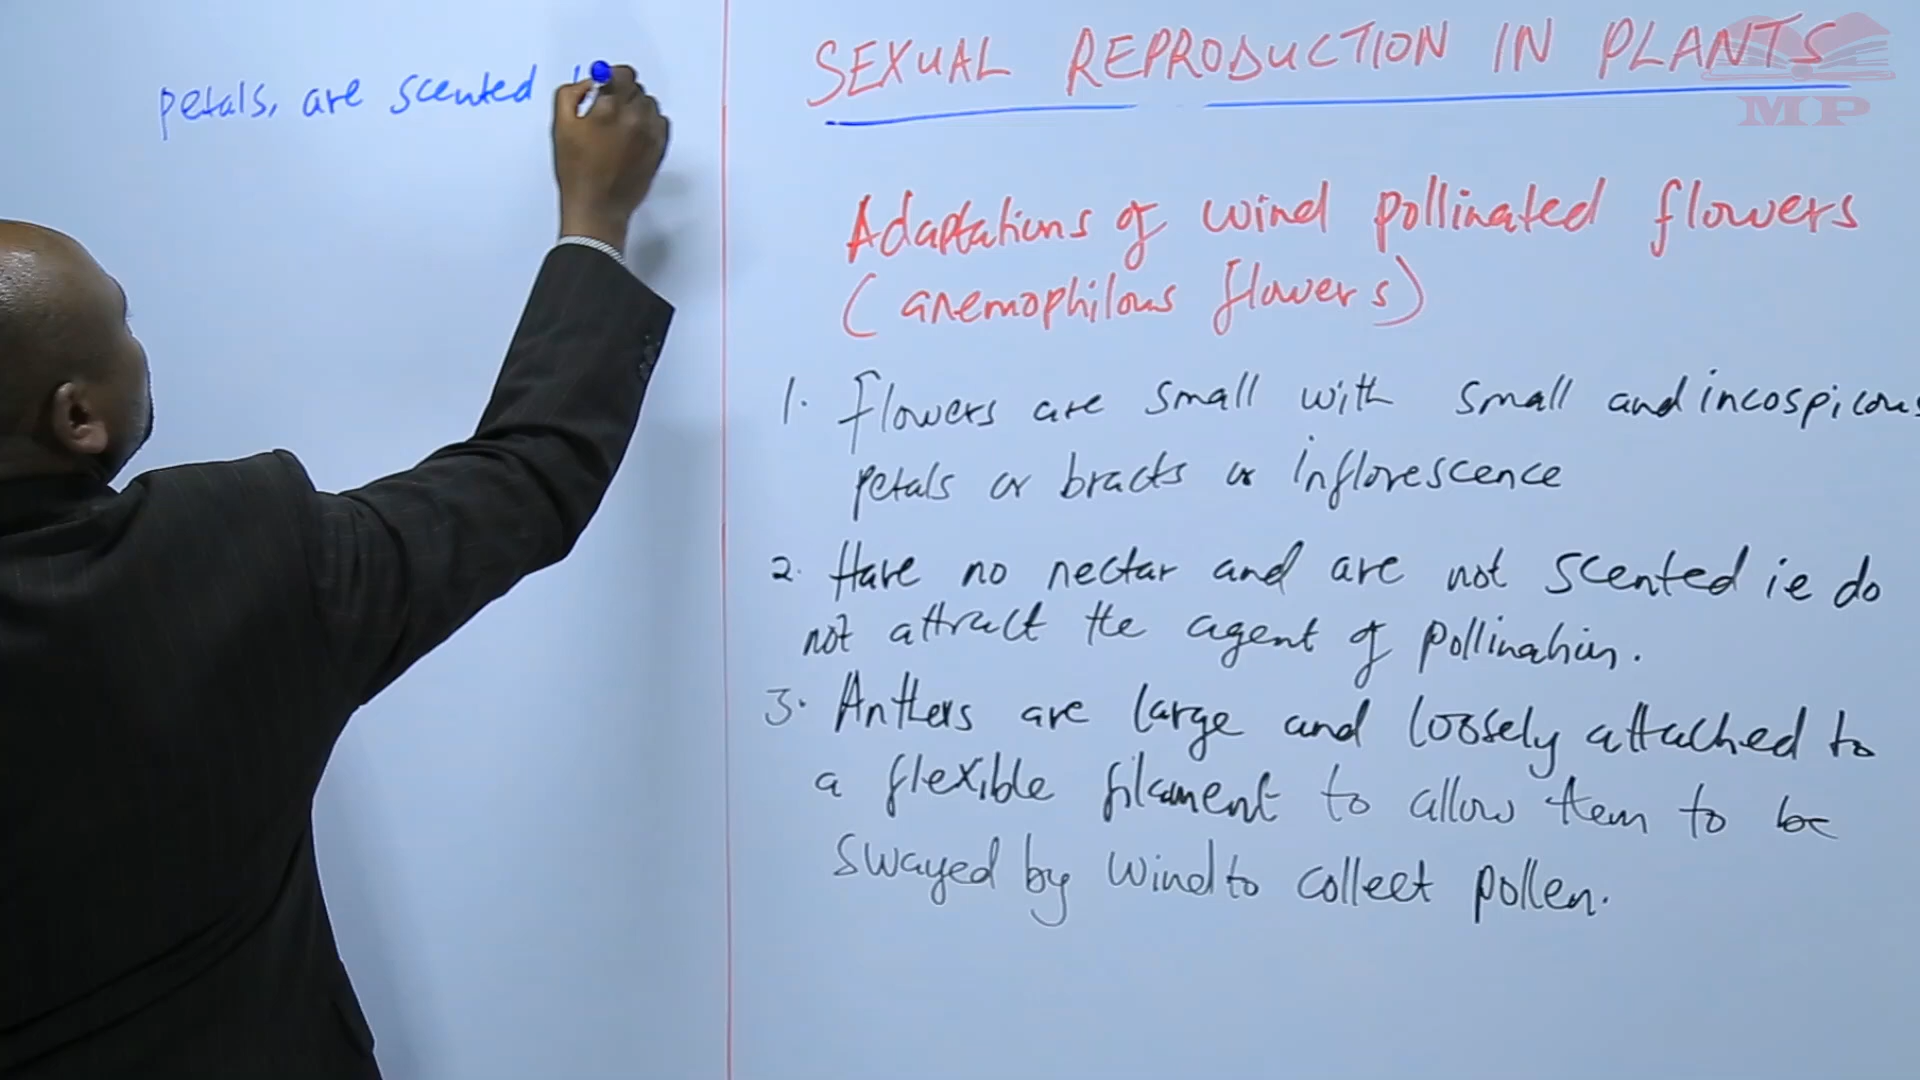 petals, are scented
SEXUAL REPRODUCTION IN PLANTS
MP
Adaptations of wind pollinated flowers
(anemophilous flowers)
1. Flowers are small with small and incospicous
petals or bracts or inflorescence
2. Have no nectar and are not scented ie do
not attract the agent of pollination.
3. Anthers are large and loosely attached to
a flexible filament to allow them to be
swayed by wind to collect pollen.